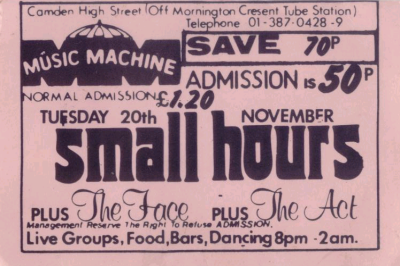 Camden High Street (Off Mornington Cresent Tube Station)
Telephone 01-387-0428-9
MUSIC MACHINE
SAVE 70P
ADMISSION IS 50P
NORMAL ADMISSION £1.20
TUESDAY 20th NOVEMBER
small hours
PLUS The Face PLUS The Act
Management Reserve The Right To Refuse ADMISSION.
Live Groups, Food, Bars, Dancing 8pm - 2am.